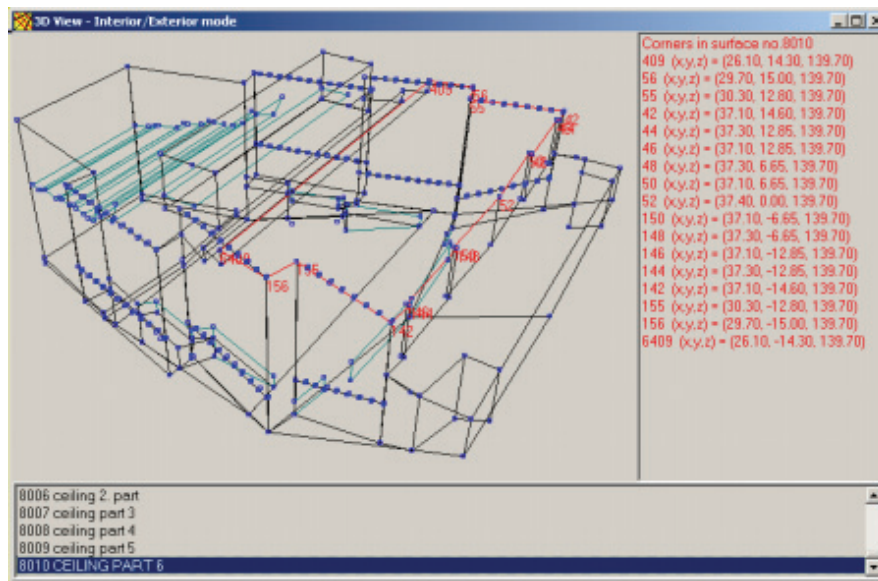 3D View - Interior/Exterior mode
Corners in surface no.8010
409 (x,y,z) = (26.10, 14.30, 139.70)
56 (x,y,z) = (29.70, 15.00, 139.70)
55 (x,y,z) = (30.30, 12.80, 139.70)
42 (x,y,z) = (37.10, 14.60, 139.70)
44 (x,y,z) = (37.30, 12.85, 139.70)
46 (x,y,z) = (37.10, 12.85, 139.70)
48 (x,y,z) = (37.30, 6.65, 139.70)
50 (x,y,z) = (37.10, 6.65, 139.70)
52 (x,y,z) = (37.40, 0.00, 139.70)
150 (x,y,z) = (37.10, -6.65, 139.70)
148 (x,y,z) = (37.30, -6.65, 139.70)
146 (x,y,z) = (37.10, -12.85, 139.70)
144 (x,y,z) = (37.30, -12.85, 139.70)
142 (x,y,z) = (37.10, -14.60, 139.70)
155 (x,y,z) = (30.30, -12.80, 139.70)
156 (x,y,z) = (29.70, -15.00, 139.70)
6409 (x,y,z) = (26.10, -14.30, 139.70)
409
56
55
42
52
6409
156
155
142
8006 ceiling 2. part
8007 ceiling part 3
8008 ceiling part 4
8009 ceiling part 5
8010 CEILING PART 6